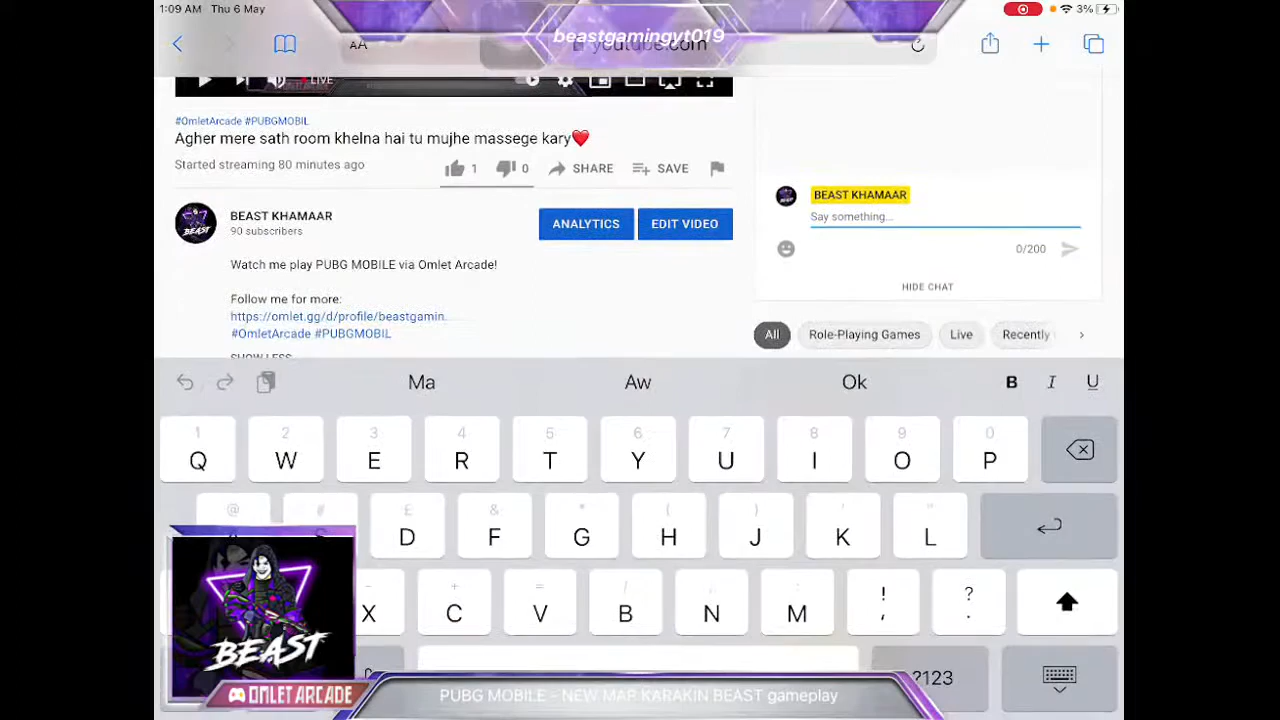 1:09 AM Thu 6 May
3%
beastgamingyt019
AA
youtube.com
LIVE
#OmletArcade #PUBGMOBIL
Agher mere sath room khelna hai tu mujhe massege kary❤️
Started streaming 80 minutes ago
1
0
SHARE
SAVE
BEAST KHAMAAR
90 subscribers
ANALYTICS
EDIT VIDEO
Watch me play PUBG MOBILE via Omlet Arcade!
Follow me for more:
https://omlet.gg/d/profile/beastgamin...
#OmletArcade #PUBGMOBIL
SHOW LESS
BEAST KHAMAAR
Say something...
0/200
HIDE CHAT
All
Role-Playing Games
Live
Recently
Ma
Aw
Ok
B I U
1 2 3 4 5 6 7 8 9 0
Q W E R T Y U I O P
@ # £ & * ( ) '
D F G H J K L
- + = / ; : ! ?
X C V B N M , .
?123
BEAST
OMLET ARCADE
PUBG MOBILE - NEW MAP KARAKIN BEAST gameplay